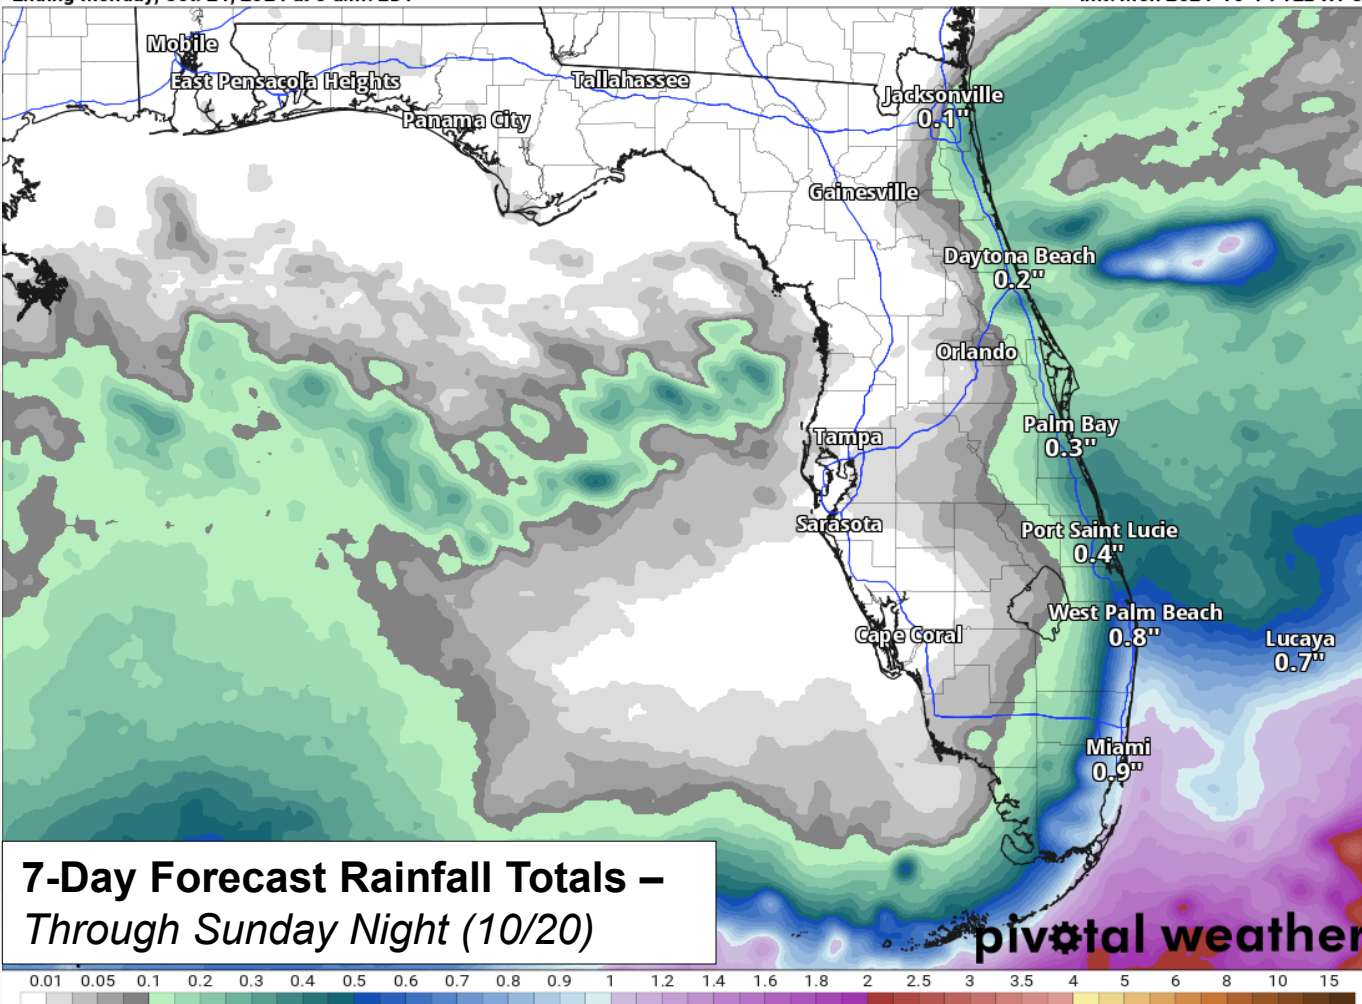 Mobile
East Pensacola Heights
Tallahassee
Panama City
Jacksonville
0.1"
Gainesville
Daytona Beach
0.2"
Orlando
Palm Bay
0.3"
Tampa
Sarasota
Port Saint Lucie
0.4"
West Palm Beach
0.8"
Lucaya
0.7"
Cape Coral
Miami
0.9"
7-Day Forecast Rainfall Totals –
Through Sunday Night (10/20)
pivotal weather
0.01 0.05 0.1 0.2 0.3 0.4 0.5 0.6 0.7 0.8 0.9 1 1.2 1.4 1.6 1.8 2 2.5 3 3.5 4 5 6 8 10 15